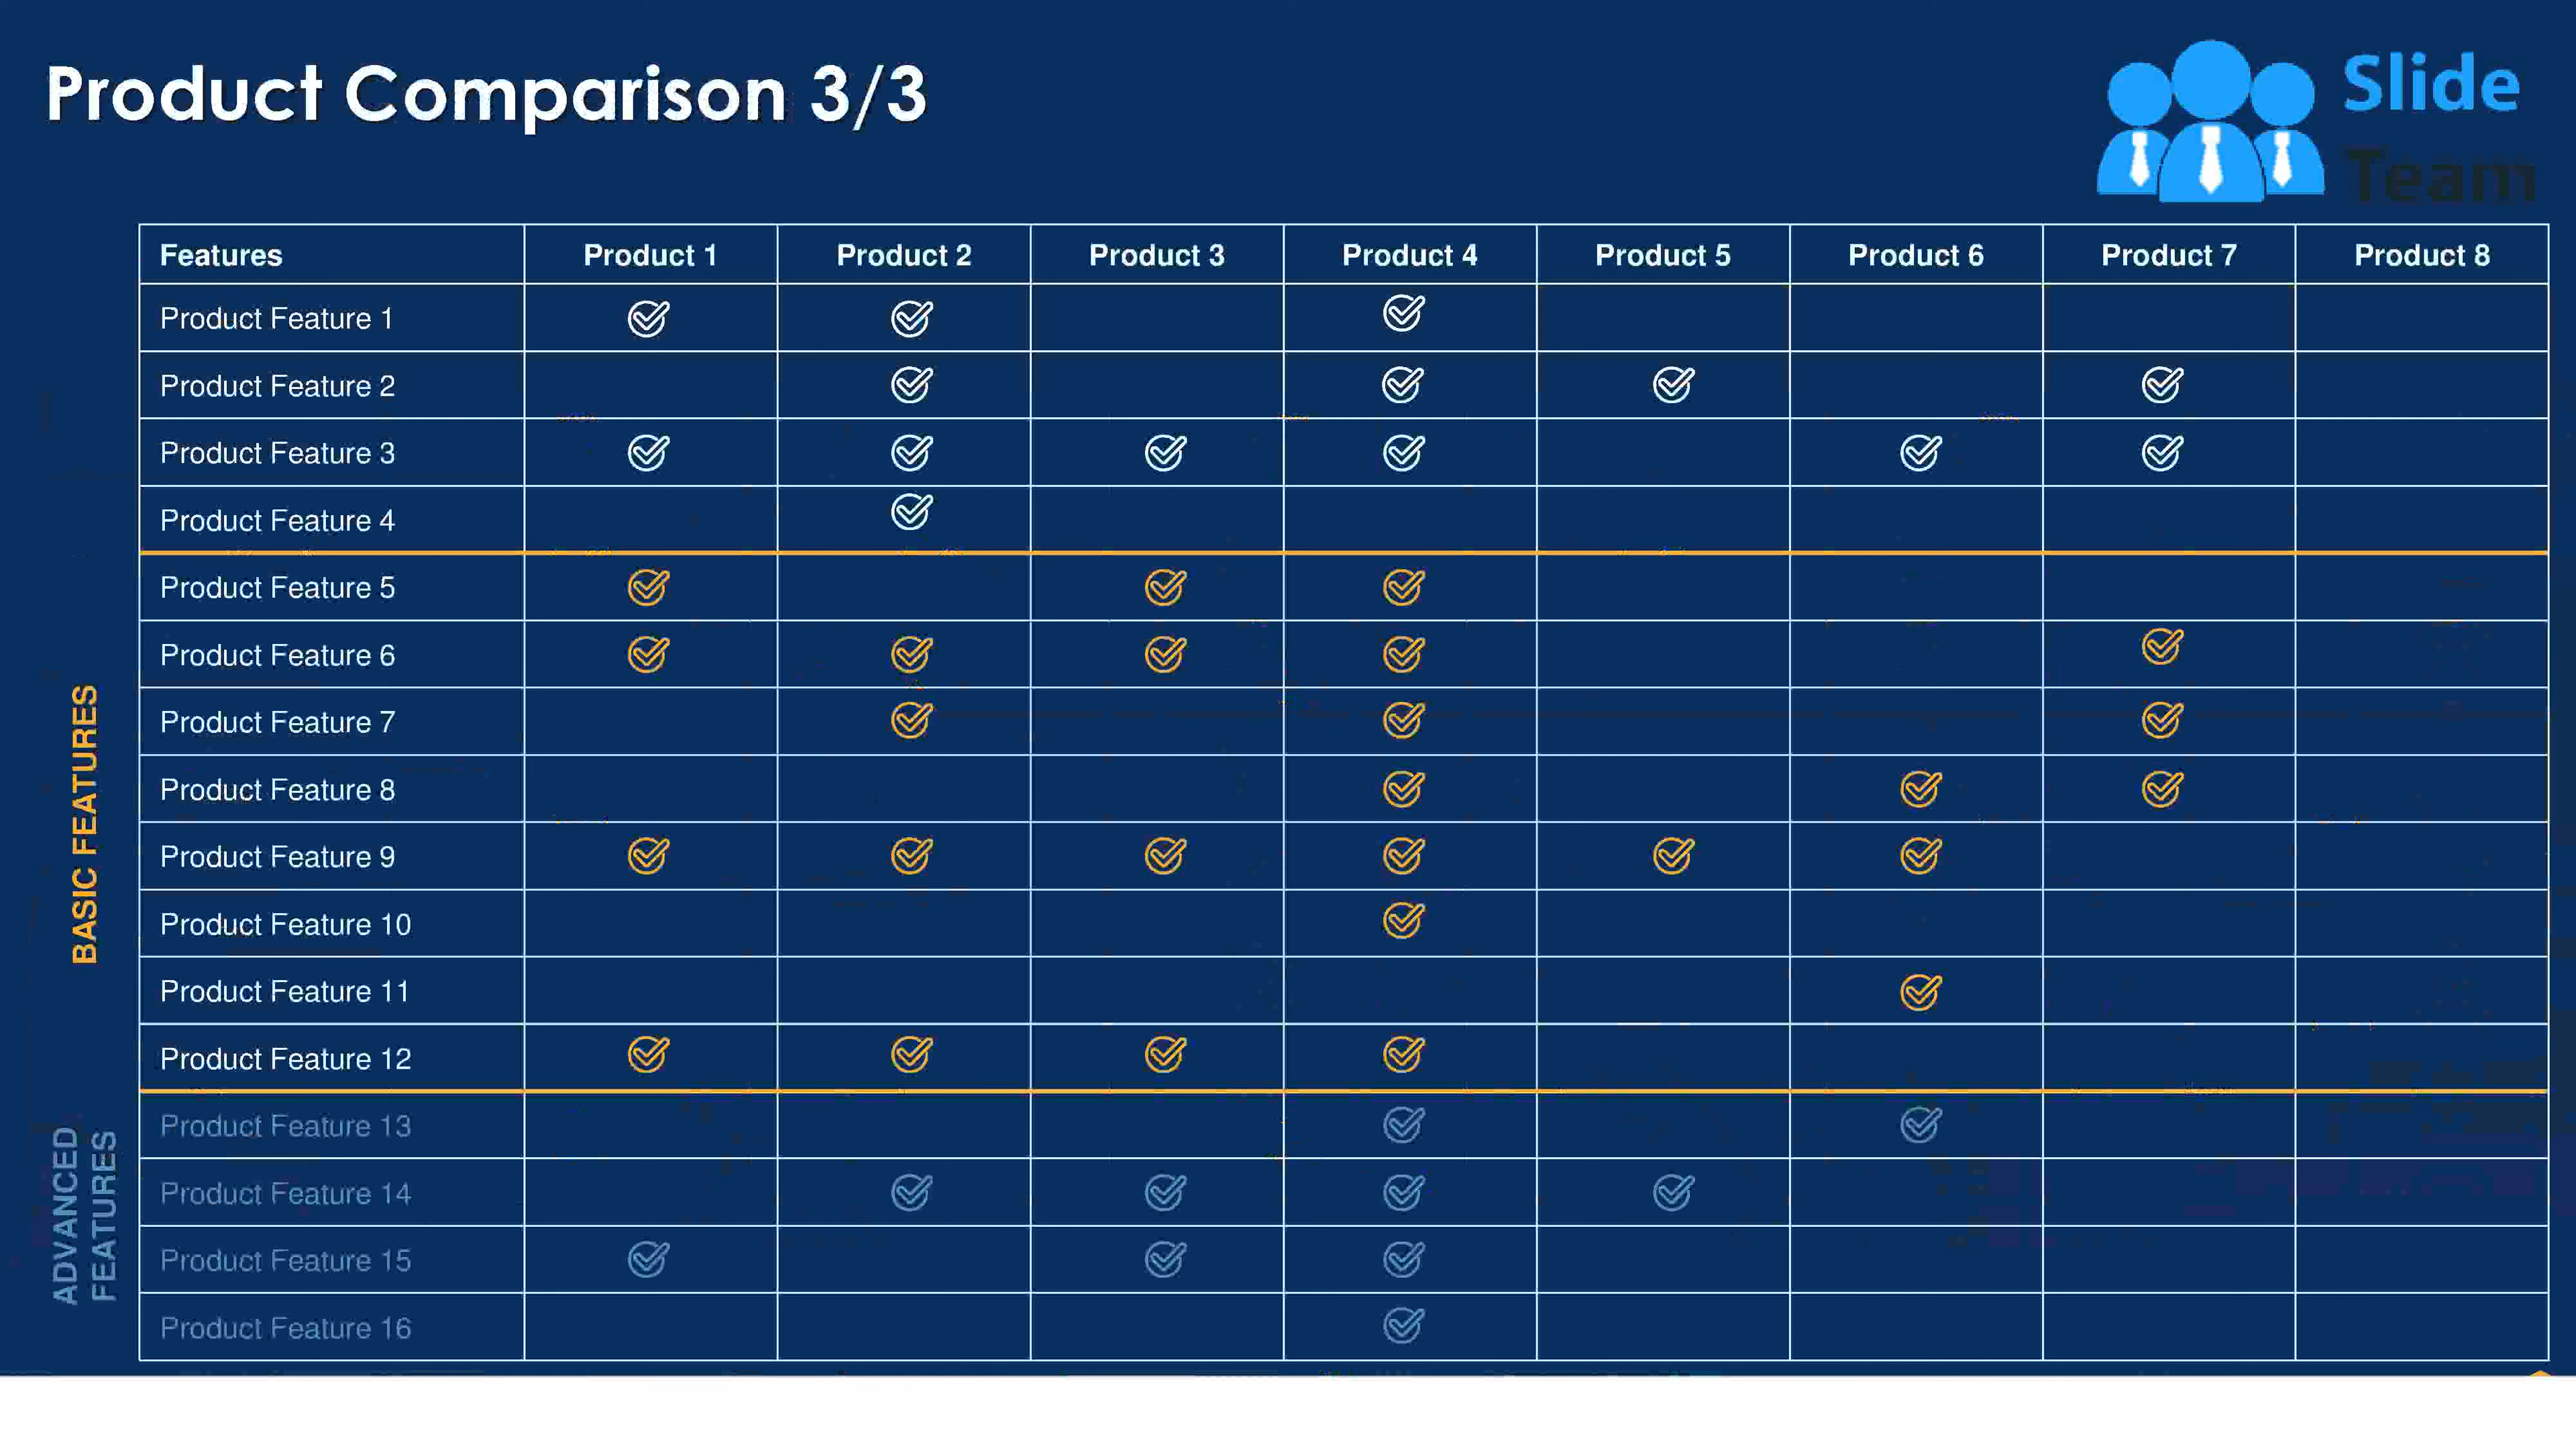 Product Comparison 3/3
Slide
Team
Features Product 1 Product 2 Product 3 Product 4 Product 5 Product 6 Product 7 Product 8
Product Feature 1
Product Feature 2
Product Feature 3
Product Feature 4
Product Feature 5
Product Feature 6
Product Feature 7
Product Feature 8
Product Feature 9
Product Feature 10
Product Feature 11
Product Feature 12
Product Feature 13
Product Feature 14
Product Feature 15
Product Feature 16
BASIC FEATURES
ADVANCED
FEATURES